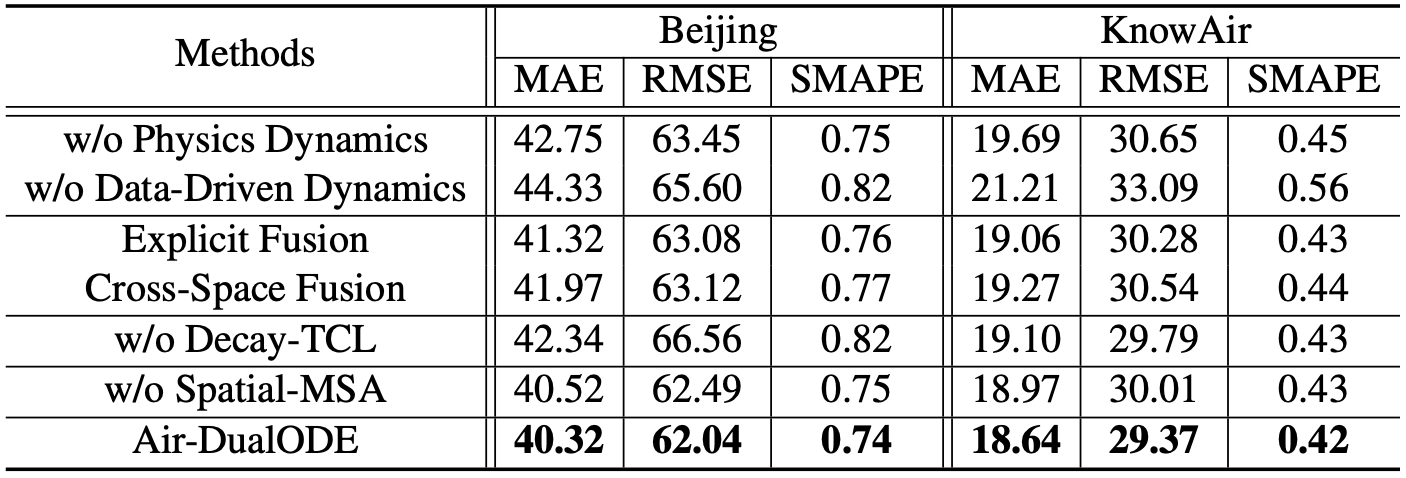 Methods Beijing KnowAir
MAE RMSE SMAPE MAE RMSE SMAPE
w/o Physics Dynamics 42.75 63.45 0.75 19.69 30.65 0.45
w/o Data-Driven Dynamics 44.33 65.60 0.82 21.21 33.09 0.56
Explicit Fusion 41.32 63.08 0.76 19.06 30.28 0.43
Cross-Space Fusion 41.97 63.12 0.77 19.27 30.54 0.44
w/o Decay-TCL 42.34 66.56 0.82 19.10 29.79 0.43
w/o Spatial-MSA 40.52 62.49 0.75 18.97 30.01 0.43
Air-DualODE 40.32 62.04 0.74 18.64 29.37 0.42